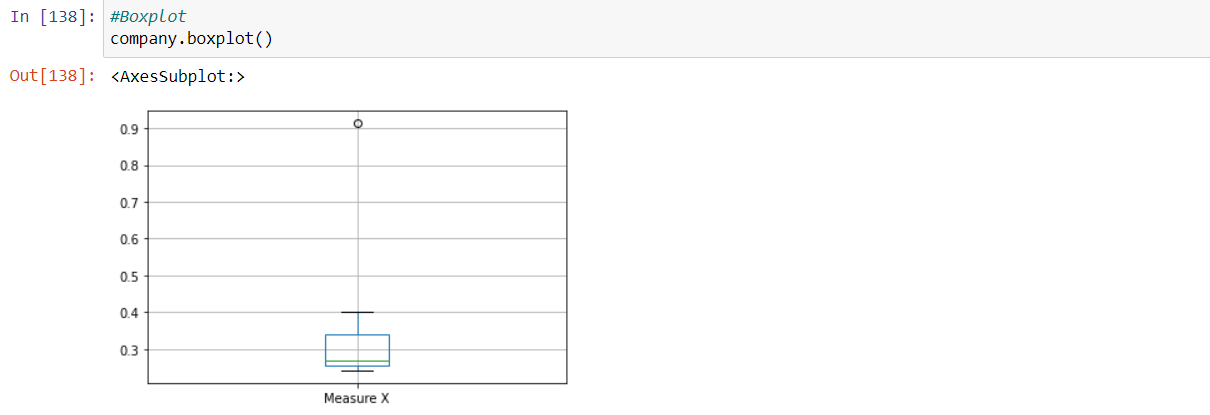 In [138]: #Boxplot
company.boxplot()
Out[138]: <AxesSubplot:>
0.9
0.8
0.7
0.6
0.5
0.4
0.3
Measure X